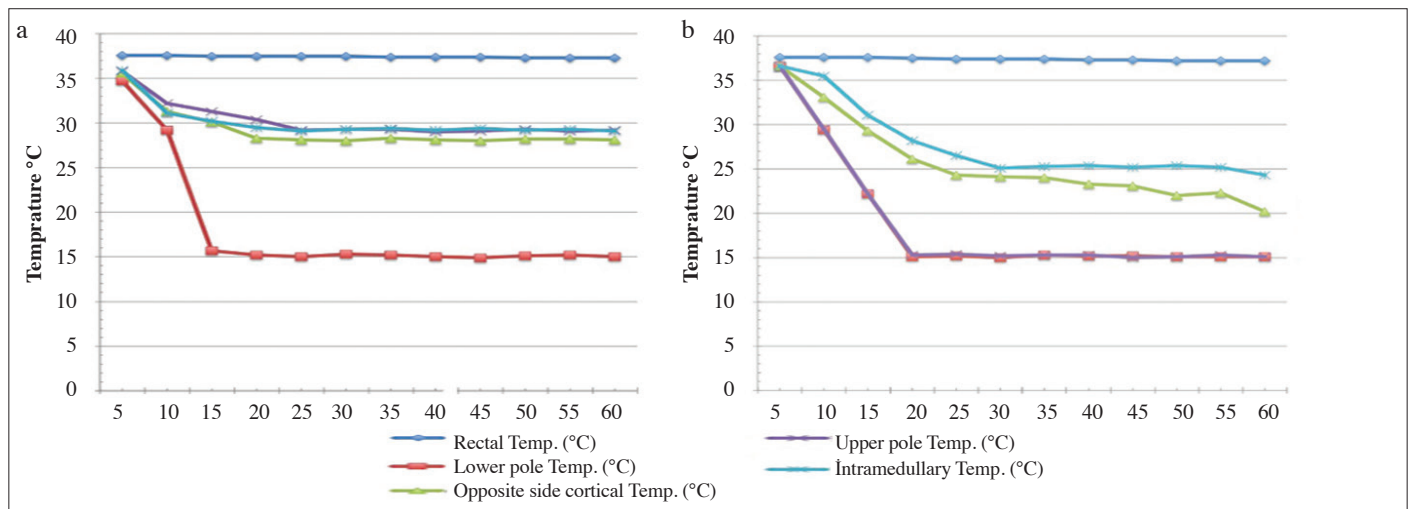 a
Temprature °C
40
35
30
25
20
15
10
5
0
5 10 15 20 25 30 35 40 45 50 55 60
b
Temprature °C
40
35
30
25
20
15
10
5
0
5 10 15 20 25 30 35 40 45 50 55 60
Rectal Temp. (°C)
Lower pole Temp. (°C)
Opposite side cortical Temp. (°C)
Upper pole Temp. (°C)
İntramedullary Temp. (°C)